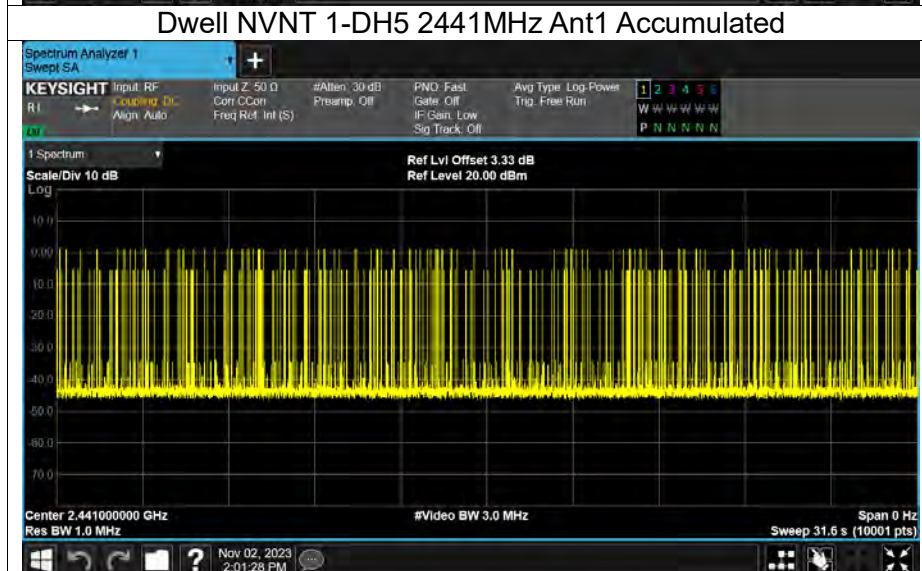 Dwell NVNT 1-DH5 2441MHz Ant1 Accumulated
Spectrum Analyzer 1
Swept SA
+
KEYSIGHT Input: RF Input Z: 50 Ω #Atten: 30 dB PNO: Fast Avg Type: Log-Power 1 2 3 4 5 6
R L Coupling: DC Corr CCorr Preamp: Off Gate: Off Trig: Free Run W W W W W W
Align: Auto Freq Ref: Int (S) IF Gain: Low
Sig Track: Off P N N N N N
1 Spectrum Ref Lvl Offset 3.33 dB
Scale/Div 10 dB Ref Level 20.00 dBm
Log
10.0
0.00
-10.0
-20.0
-30.0
-40.0
-50.0
-60.0
-70.0
Center 2.441000000 GHz #Video BW 3.0 MHz Span 0 Hz
Res BW 1.0 MHz Sweep 31.6 s (10001 pts)
? Nov 02, 2023
2:01:28 PM